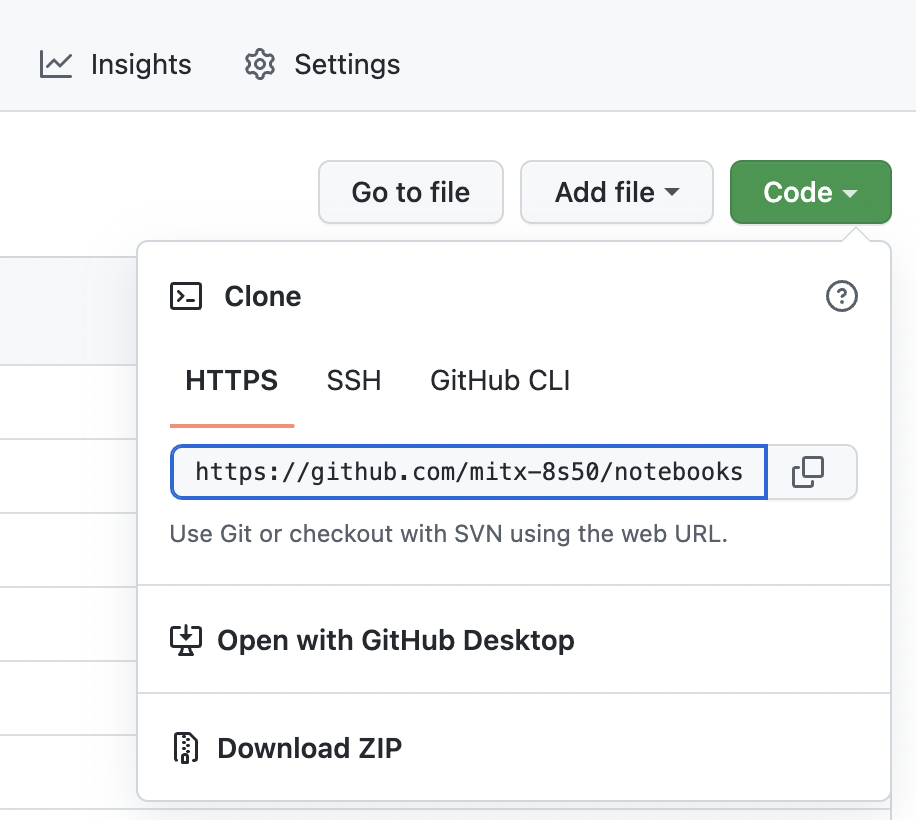 Insights Settings
Go to file Add file Code
Clone
HTTPS SSH GitHub CLI
https://github.com/mitx-8s50/notebooks
Use Git or checkout with SVN using the web URL.
Open with GitHub Desktop
Download ZIP